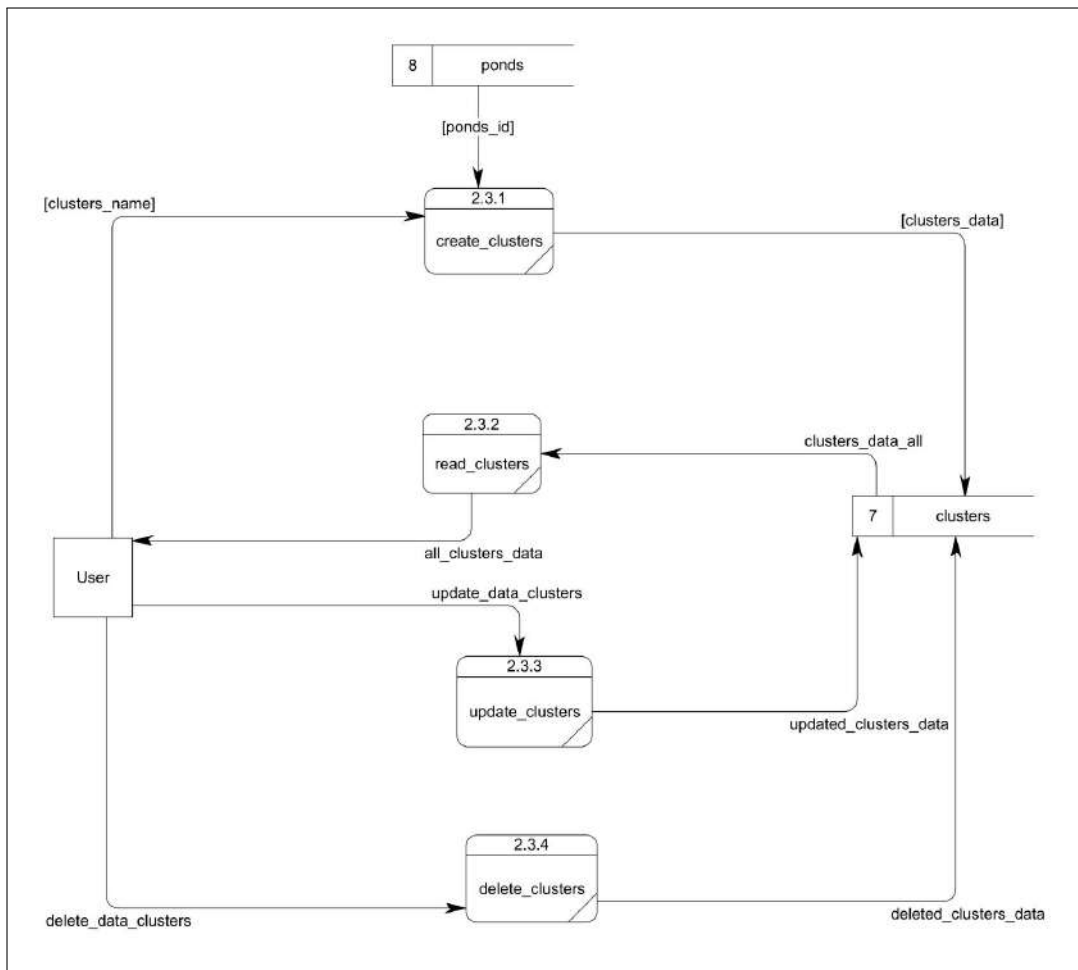 8
ponds
[ponds_id]
[clusters_name]
2.3.1
create_clusters
[clusters_data]
2.3.2
read_clusters
clusters_data_all
7
clusters
all_clusters_data
User
update_data_clusters
2.3.3
update_clusters
updated_clusters_data
2.3.4
delete_clusters
delete_data_clusters
deleted_clusters_data